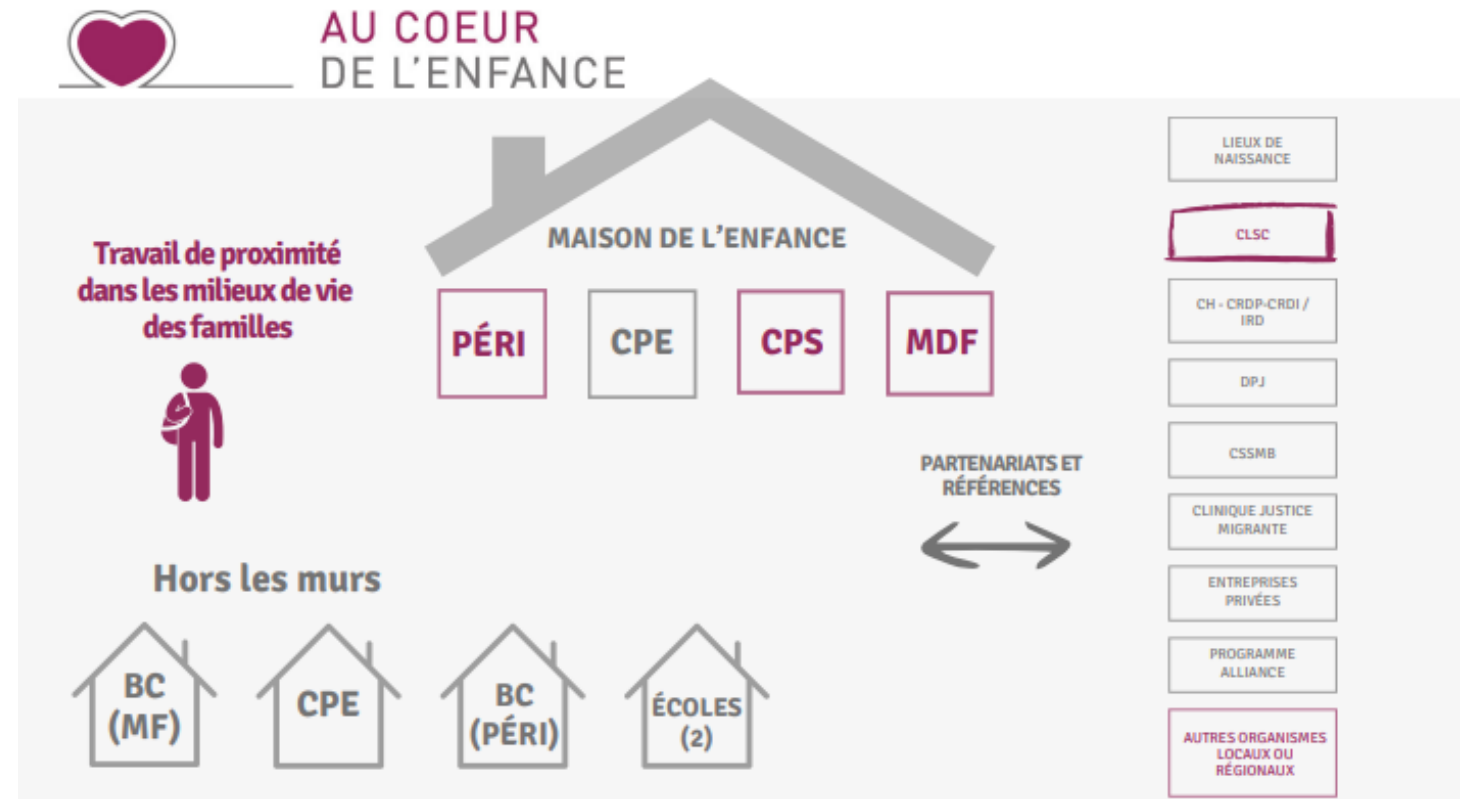 AU COEUR
DE L'ENFANCE
MAISON DE L'ENFANCE
PÉRI
CPE
CPS
MDF
Travail de proximité
dans les milieux de vie
des familles
PARTENARIATS ET
RÉFÉRENCES
Hors les murs
BC
(MF)
CPE
BC
(PÉRI)
ÉCOLES
(2)
LIEUX DE
NAISSANCE
CLSC
CH - CRDP-CRDI /
IRD
DPJ
CSSMB
CLINIQUE JUSTICE
MIGRANTE
ENTREPRISES
PRIVÉES
PROGRAMME
ALLIANCE
AUTRES ORGANISMES
LOCAUX OU
RÉGIONAUX